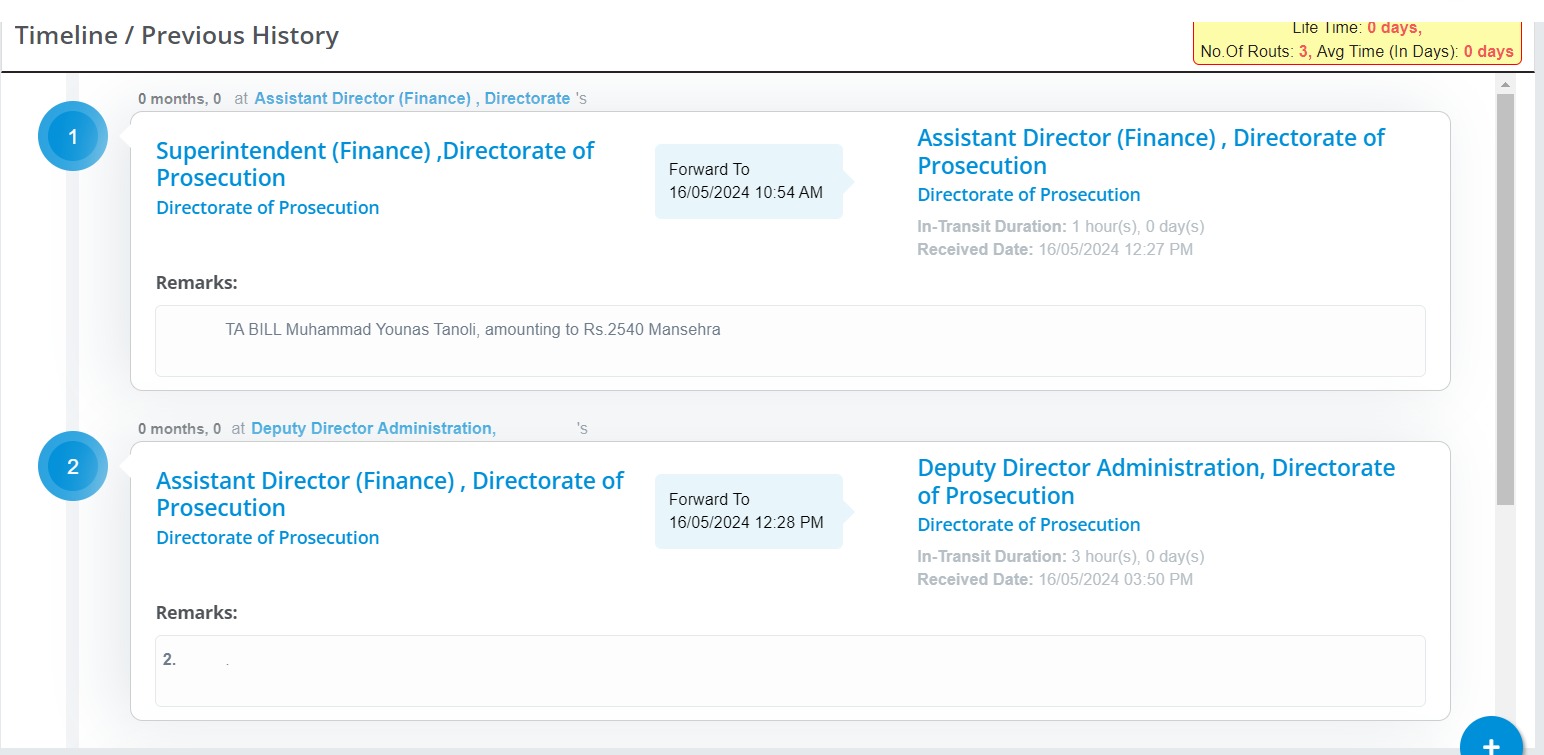 Timeline / Previous History
Life Time: 0 days,
No.Of Routs: 3, Avg Time (In Days): 0 days
0 months, 0 at Assistant Director (Finance) , Directorate 's
1
Superintendent (Finance) ,Directorate of
Prosecution
Directorate of Prosecution
Forward To
16/05/2024 10:54 AM
Assistant Director (Finance) , Directorate of
Prosecution
Directorate of Prosecution
In-Transit Duration: 1 hour(s), 0 day(s)
Received Date: 16/05/2024 12:27 PM
Remarks:
TA BILL Muhammad Younas Tanoli, amounting to Rs.2540 Mansehra
0 months, 0 at Deputy Director Administration, 's
2
Assistant Director (Finance) , Directorate of
Prosecution
Directorate of Prosecution
Forward To
16/05/2024 12:28 PM
Deputy Director Administration, Directorate
of Prosecution
Directorate of Prosecution
In-Transit Duration: 3 hour(s), 0 day(s)
Received Date: 16/05/2024 03:50 PM
Remarks:
2. .
+